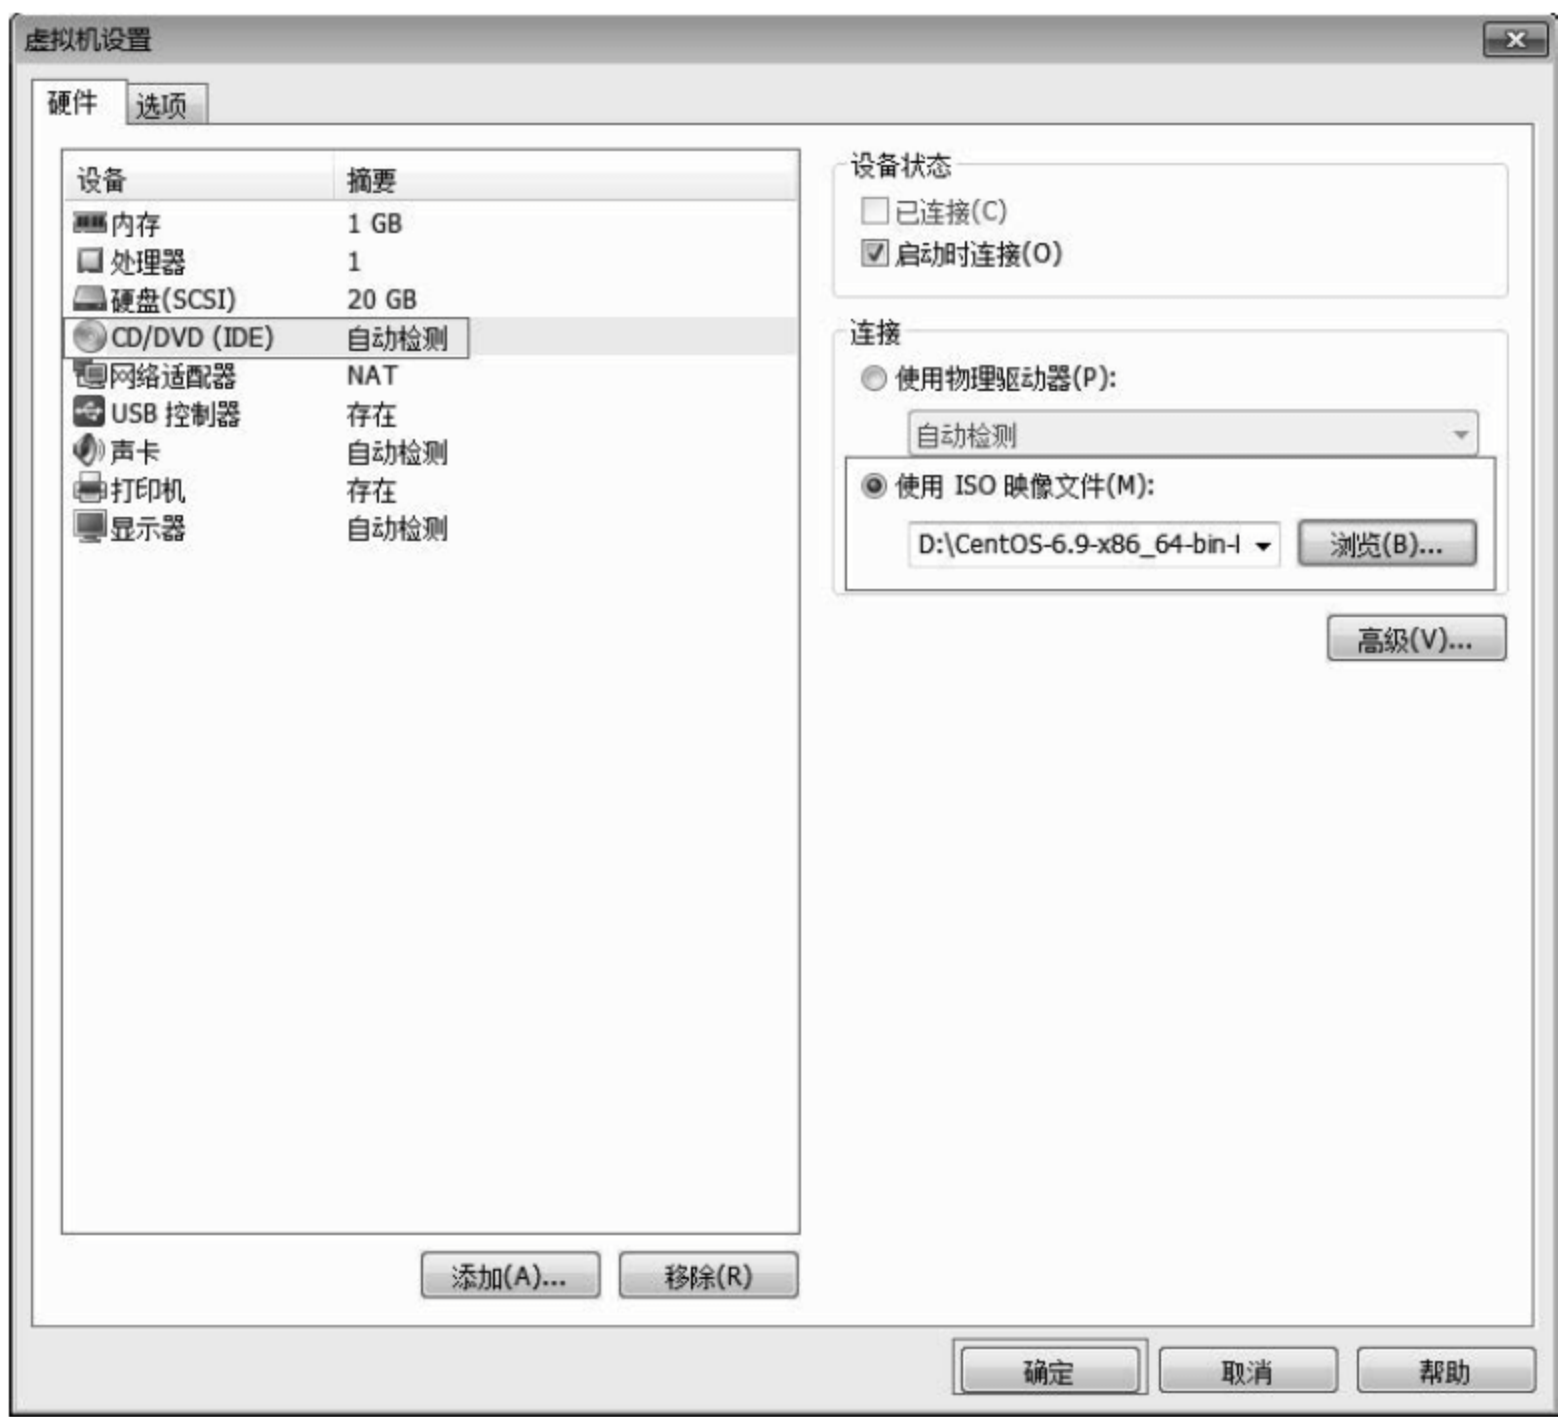 虚拟机设置
硬件 选项
设备 摘要
内存 1 GB
处理器 1
硬盘(SCSI) 20 GB
CD/DVD (IDE) 自动检测
网络适配器 NAT
USB 控制器 存在
声卡 自动检测
打印机 存在
显示器 自动检测
添加(A)... 移除(R)
设备状态
已连接(C)
启动时连接(O)
连接
使用物理驱动器(P):
自动检测
使用 ISO 映像文件(M):
D:\CentOS-6.9-x86_64-bin-I 浏览(B)...
高级(V)...
确定 取消 帮助